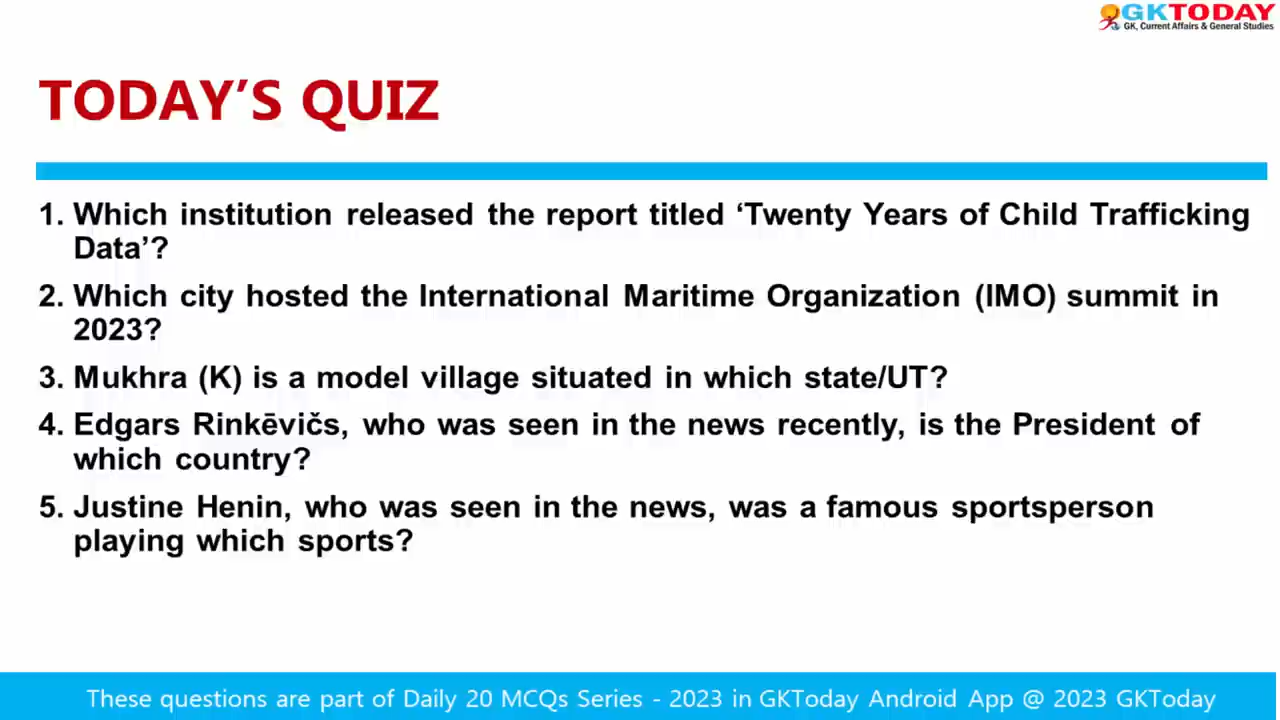 GKTODAY
GK, Current Affairs & General Studies
TODAY’S QUIZ
1. Which institution released the report titled ‘Twenty Years of Child Trafficking
Data’?
2. Which city hosted the International Maritime Organization (IMO) summit in
2023?
3. Mukhra (K) is a model village situated in which state/UT?
4. Edgars Rinkēvičs, who was seen in the news recently, is the President of
which country?
5. Justine Henin, who was seen in the news, was a famous sportsperson
playing which sports?
These questions are part of Daily 20 MCQs Series - 2023 in GKToday Android App @ 2023 GKToday